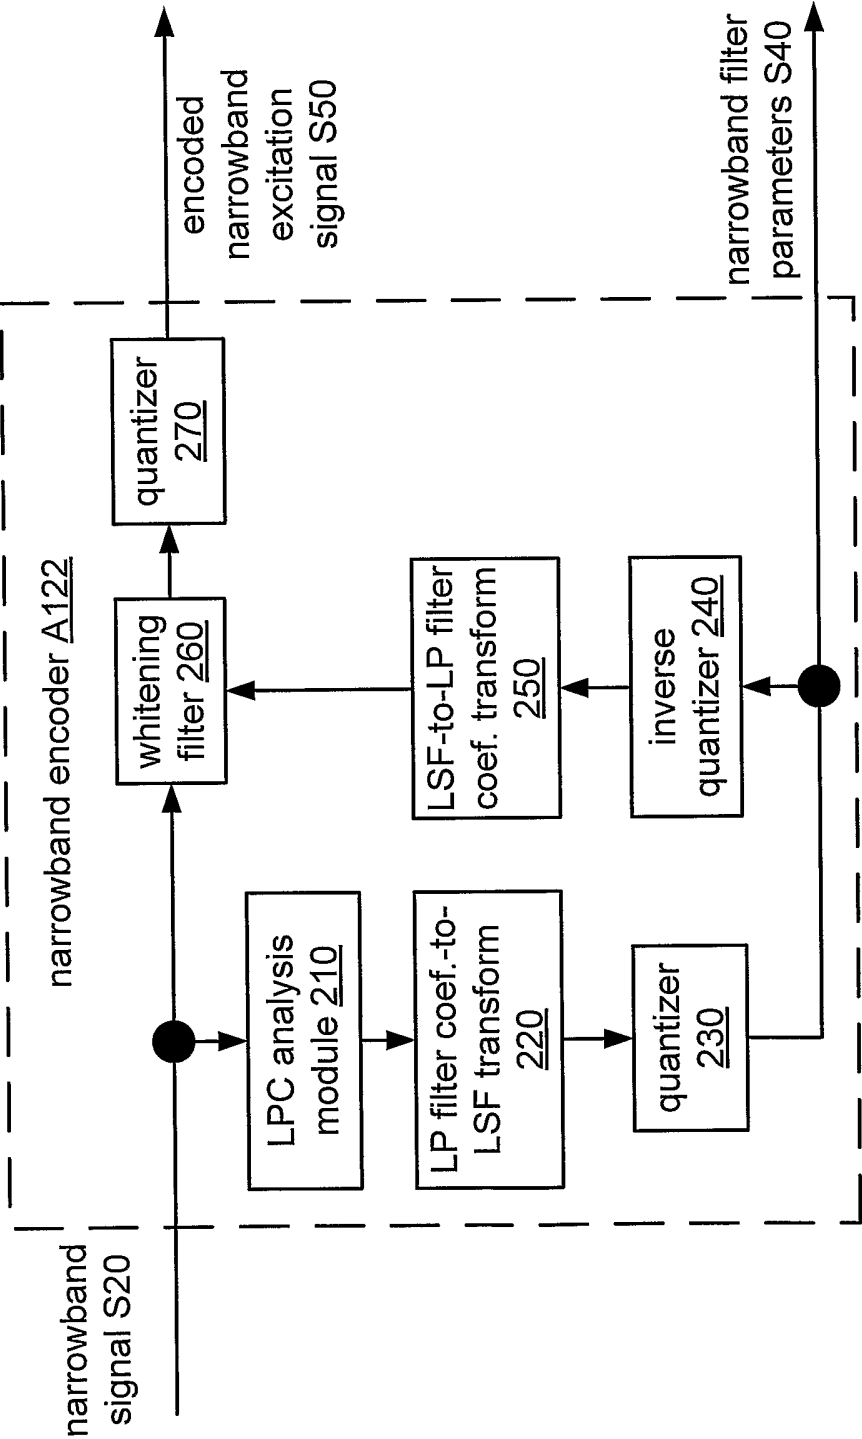 narrowband
signal S20
narrowband encoder A122
LPC analysis
module 210
LP filter coef.-to-
LSF transform
220
quantizer
230
inverse
quantizer 240
LSF-to-LP filter
coef. transform
250
whitening
filter 260
quantizer
270
encoded
narrowband
excitation
signal S50
narrowband filter
parameters S40